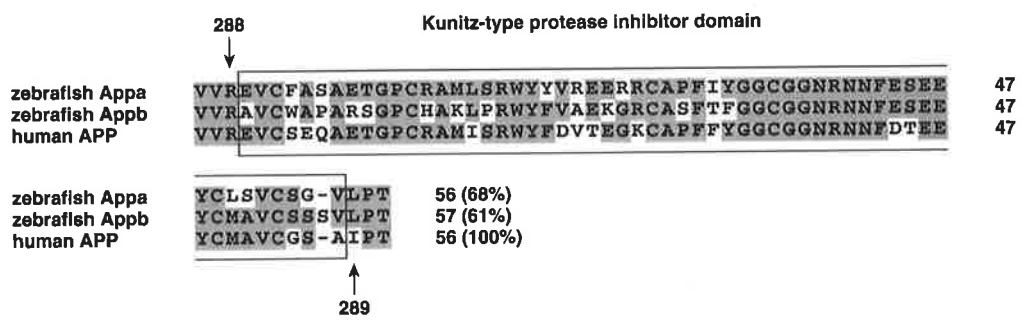 288
Kunitz-type protease inhibitor domain
zebrafish Appa VVREVCFASAETGPCRAMLSRWYYVREERRCAPFIYGGCGGNRNNFESEE 47
zebrafish Appb VVRAVCWAPARSGPCHAKLPRWYFVAEKGRCASFTFGGCGGNRNNFESEE 47
human APP VVREVCSEQAETGPCRAMISRWYFDVTEGKCAPFFYGGCGGNRNNFDTEE 47
zebrafish Appa YCLSVCSG-VLPT 56 (68%)
zebrafish Appb YCMAVCSSSVLPT 57 (61%)
human APP YCMAVCGS-AIPT 56 (100%)
289